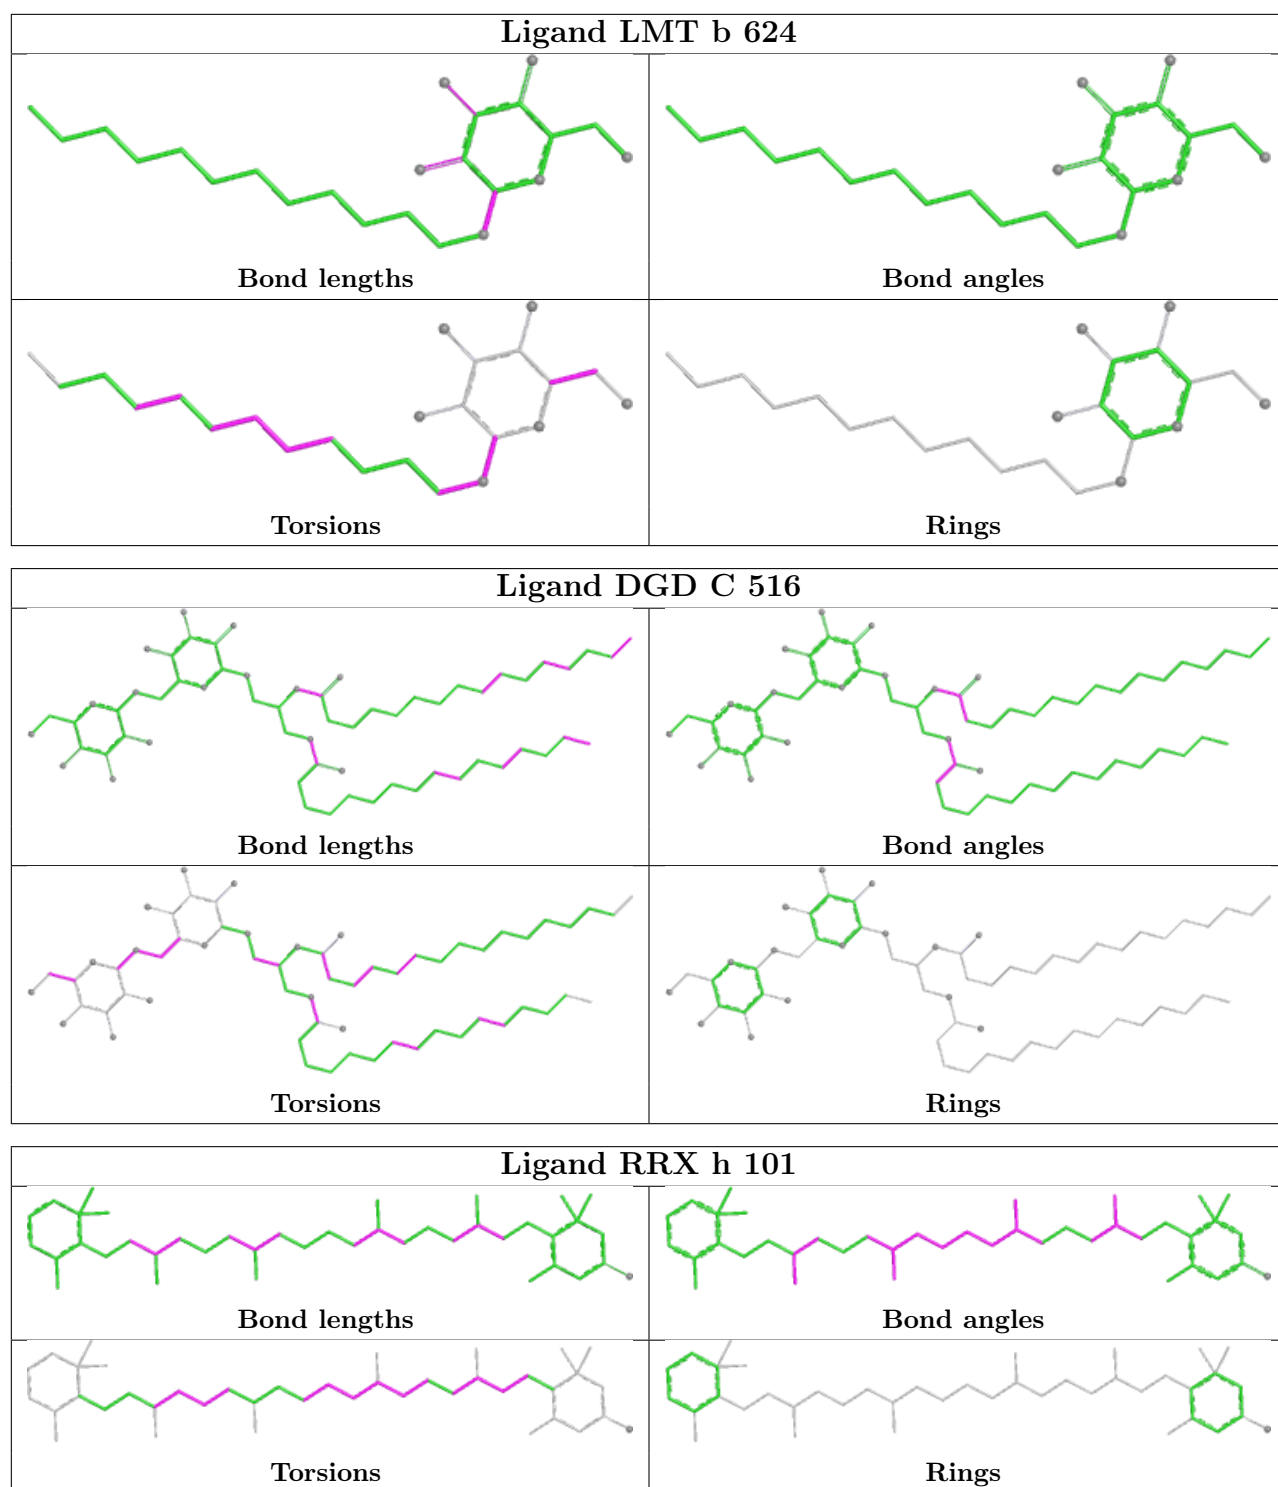 Ligand LMT b 624
Bond lengths
Bond angles
Torsions
Rings
Ligand DGD C 516
Bond lengths
Bond angles
Torsions
Rings
Ligand RRX h 101
Bond lengths
Bond angles
Torsions
Rings